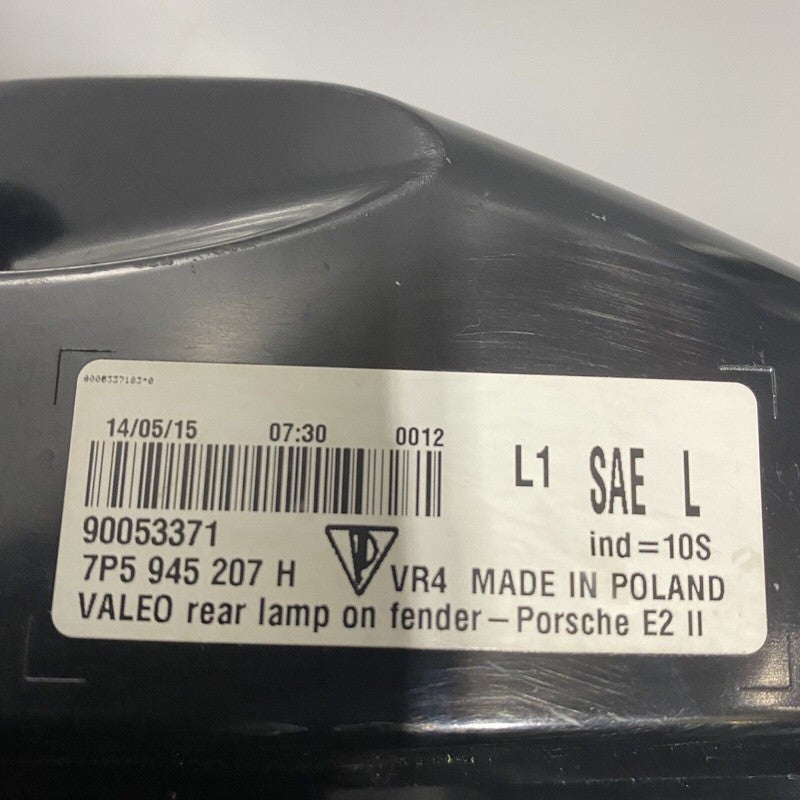 0000337183-0
14/05/15 07:30 0012
L1 SAE L
90053371
ind=10S
7P5 945 207 H VR4 MADE IN POLAND
VALEO rear lamp on fender-Porsche E2 II